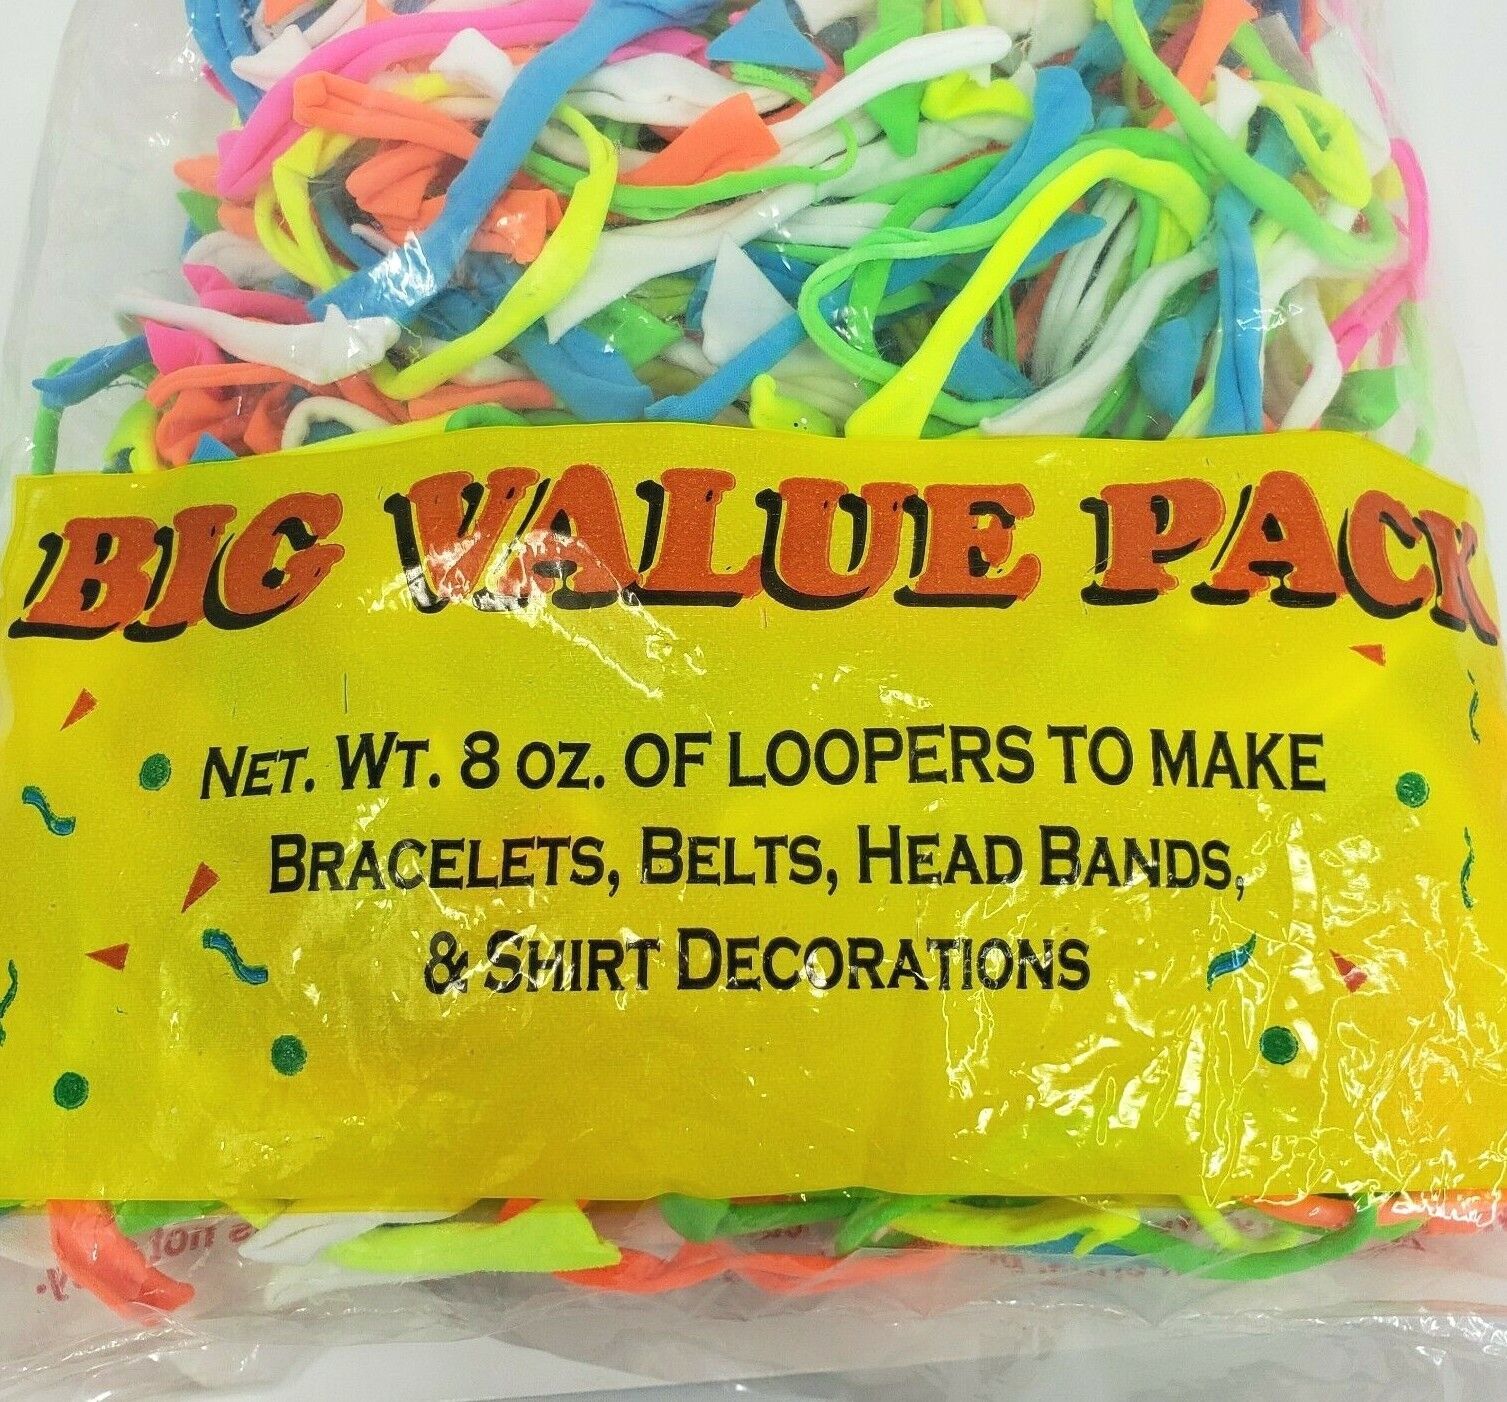 BIG VALUE PACK
NET. WT. 8 OZ. OF LOOPERS TO MAKE
BRACELETS, BELTS, HEAD BANDS,
& SHIRT DECORATIONS